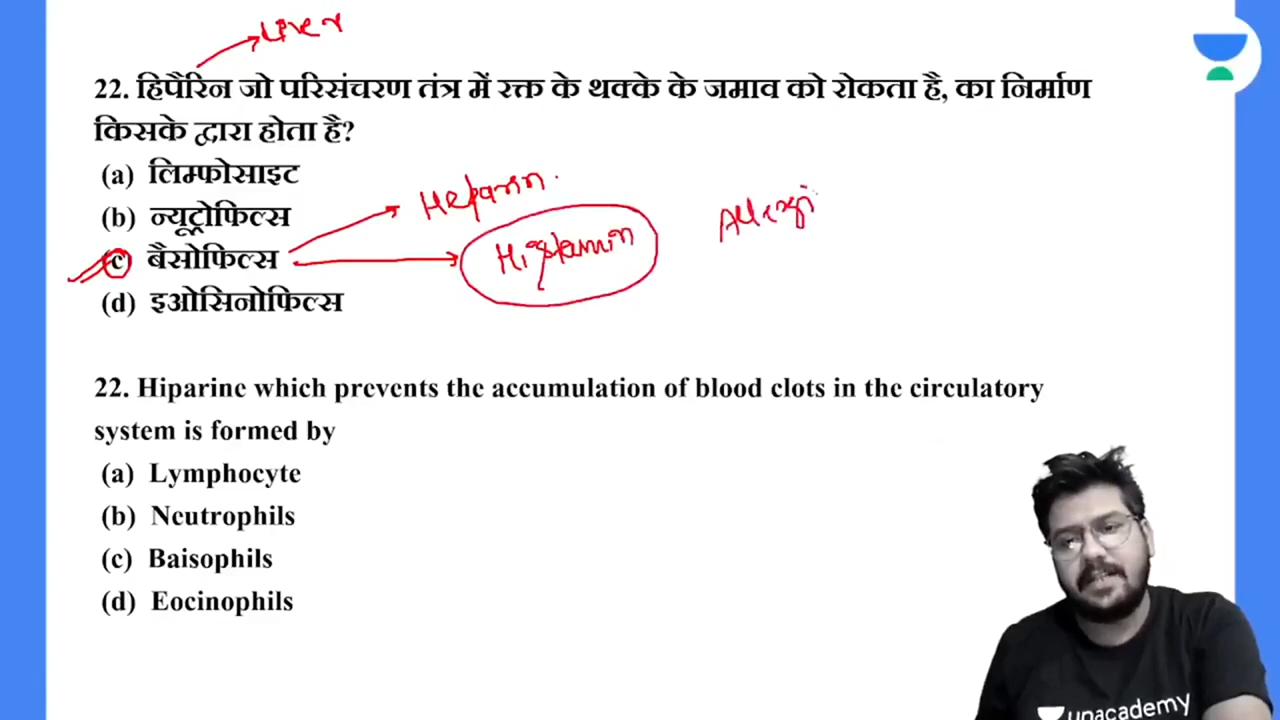 Liver
22. हिपैरिन जो परिसंचरण तंत्र में रक्त के थक्के के जमाव को रोकता है, का निर्माण
किसके द्वारा होता है?
(a) लिम्फोसाइट
(b) न्यूट्रोफिल्स
Heparin.
Allergi
(c) बैसोफिल्स
Histamin
(d) इओसिनोफिल्स
22. Hiparine which prevents the accumulation of blood clots in the circulatory
system is formed by
(a) Lymphocyte
(b) Neutrophils
(c) Baisophils
(d) Eocinophils
unacademy